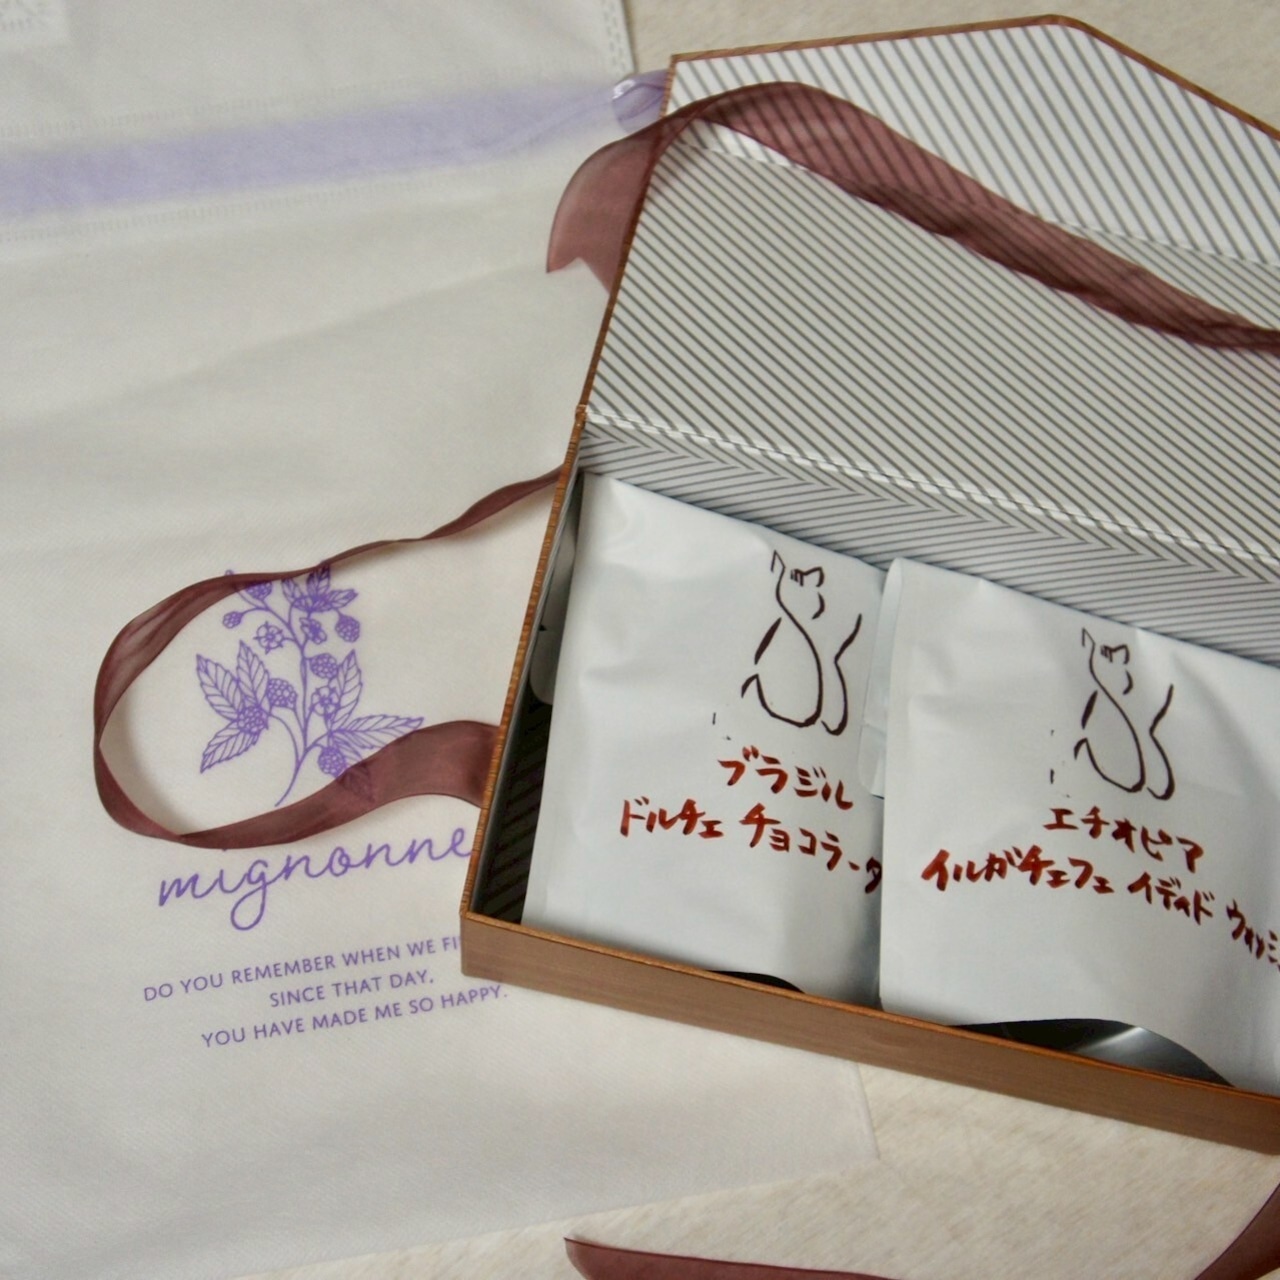 mignonne
DO YOU REMEMBER WHEN WE
SINCE THAT DAY,
YOU HAVE MADE ME SO HAPPY.
ブラジル
ドルチェ チョコラータ
エチオピア
イルガチェフェ イディド